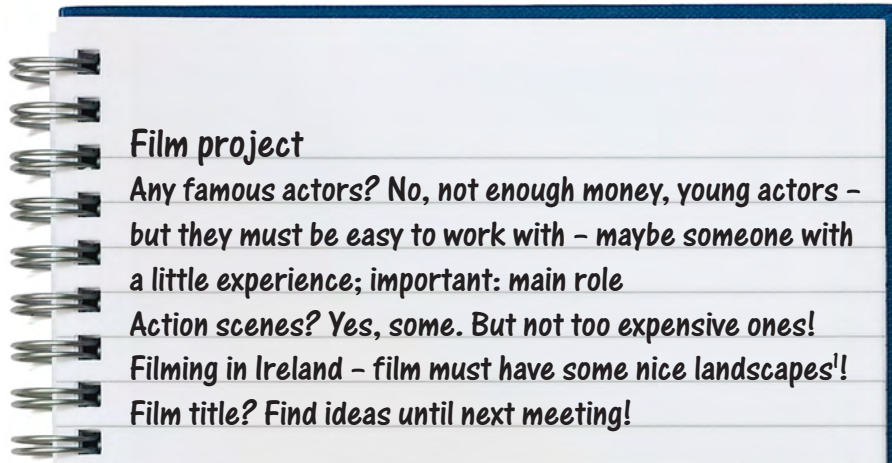 Film project
Any famous actors? No, not enough money, young actors –
but they must be easy to work with – maybe someone with
a little experience; important: main role
Action scenes? Yes, some. But not too expensive ones!
Filming in Ireland – film must have some nice landscapes¹!
Film title? Find ideas until next meeting!